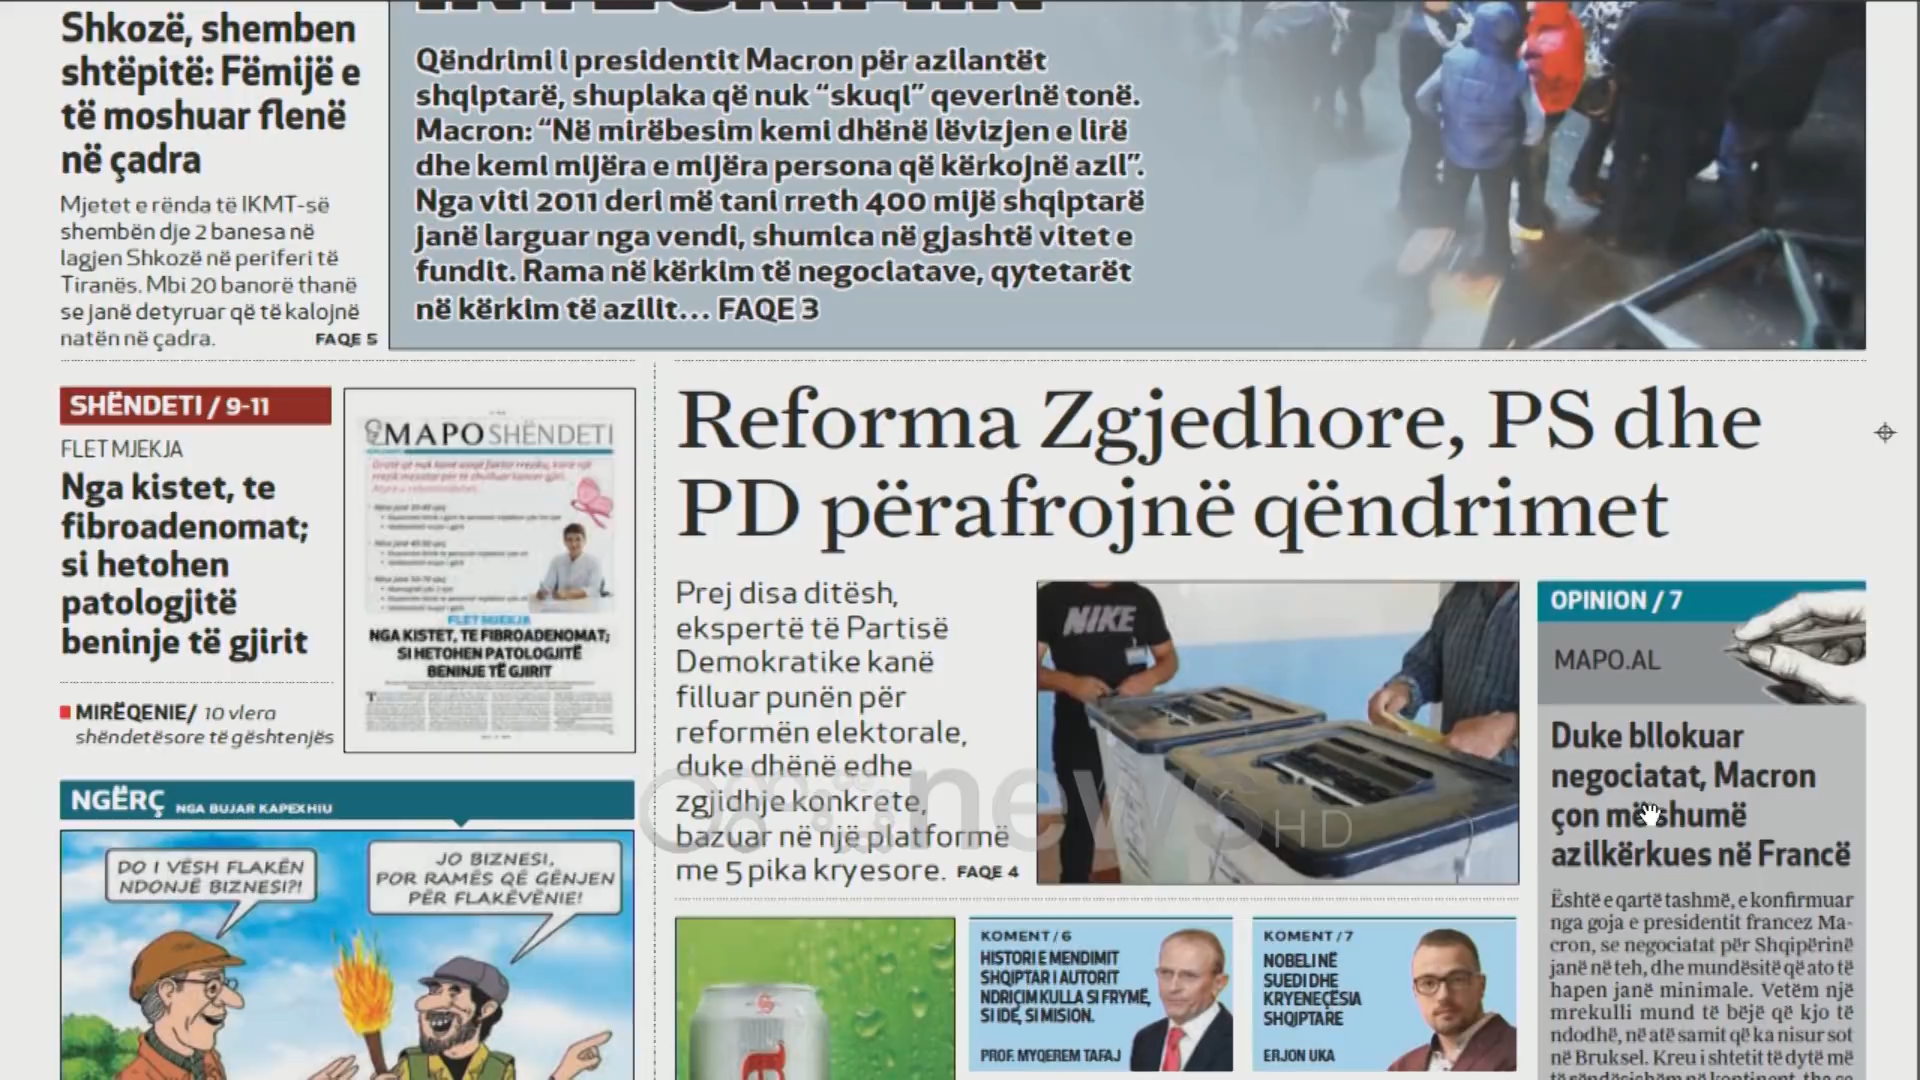 Shkozë, shemben
shtëpitë: Fëmijë e
të moshuar flenë
në çadra
Mjetet e rënda të IKMT-së
shembën dje 2 banesa në
lagjen Shkozë në periferi të
Tiranës. Mbi 20 banorë thanë
se janë detyruar që të kalojnë
natën në çadra.
FAQE 5
INTEGRIMIN
Qëndrimi i presidentit Macron për azilantët
shqiptarë, shuplaka që nuk “skuqi” qeverinë tonë.
Macron: “Në mirëbesim kemi dhënë lëvizjen e lirë
dhe kemi mijëra e mijëra persona që kërkojnë azil”.
Nga viti 2011 deri më tani rreth 400 mijë shqiptarë
janë larguar nga vendi, shumica në gjashtë vitet e
fundit. Rama në kërkim të negociatave, qytetarët
në kërkim të azilit... FAQE 3
SHËNDETI / 9-11
FLET MJEKJA
Nga kistet, te
fibroadenomat;
si hetohen
patologjitë
beninje të gjirit
MIRËQENIE/ 10 vlera
shëndetësore të gështenjës
MAPO SHËNDETI
FLET MJEKJA
NGA KISTET, TE FIBROADENOMAT;
SI HETOHEN PATOLOGJITË
BENINJE TË GJIRIT
NGËRÇ NGA BUJAR KAPEXHIU
DO I VËSH FLAKËN
NDONJË BIZNESI?!
JO BIZNESI,
POR RAMËS QË GËNJEN
PËR FLAKËVËNIE!
Reforma Zgjedhore, PS dhe
PD përafrojnë qëndrimet
Prej disa ditësh,
ekspertë të Partisë
Demokratike kanë
filluar punën për
reformën elektorale,
duke dhënë edhe
zgjidhje konkrete,
bazuar në një platformë
me 5 pika kryesore. FAQE 4
NIKE
news HD
KOMENT / 6
HISTORI E MENDIMIT
SHQIPTAR I AUTORIT
NDRIÇIM KULLA SI FRYMË,
SI IDE, SI MISION.
PROF. MYQEREM TAFAJ
KOMENT / 7
NOBELI NË
SUEDI DHE
KRYENEÇËSIA
SHQIPTARE
ERJON UKA
OPINION / 7
MAPO.AL
Duke bllokuar
negociatat, Macron
çon më shumë
azilkërkues në Francë
Është e qartë tashmë, e konfirmuar
nga goja e presidentit francez Ma-
cron, se negociatat për Shqipërinë
janë në teh, dhe mundësitë që ato të
hapen janë minimale. Vetëm një
mrekulli mund të bëjë që kjo të
ndodhë, në atë samit që ka nisur sot
në Bruksel. Kreu i shtetit të dytë më